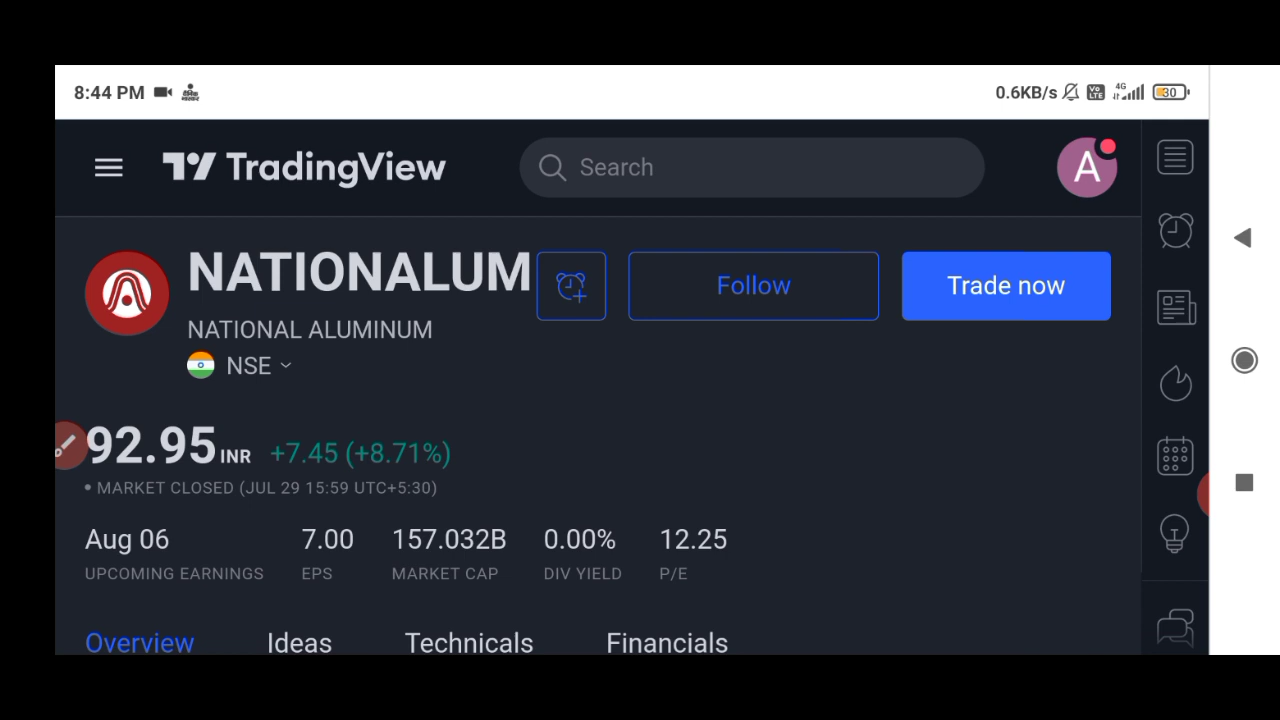 8:44 PM
0.6KB/s 4G 30
TradingView
Search
A
NATIONALUM
Follow
Trade now
NATIONAL ALUMINUM
NSE
92.95 INR +7.45 (+8.71%)
• MARKET CLOSED (JUL 29 15:59 UTC+5:30)
Aug 06 7.00 157.032B 0.00% 12.25
UPCOMING EARNINGS EPS MARKET CAP DIV YIELD P/E
Overview Ideas Technicals Financials